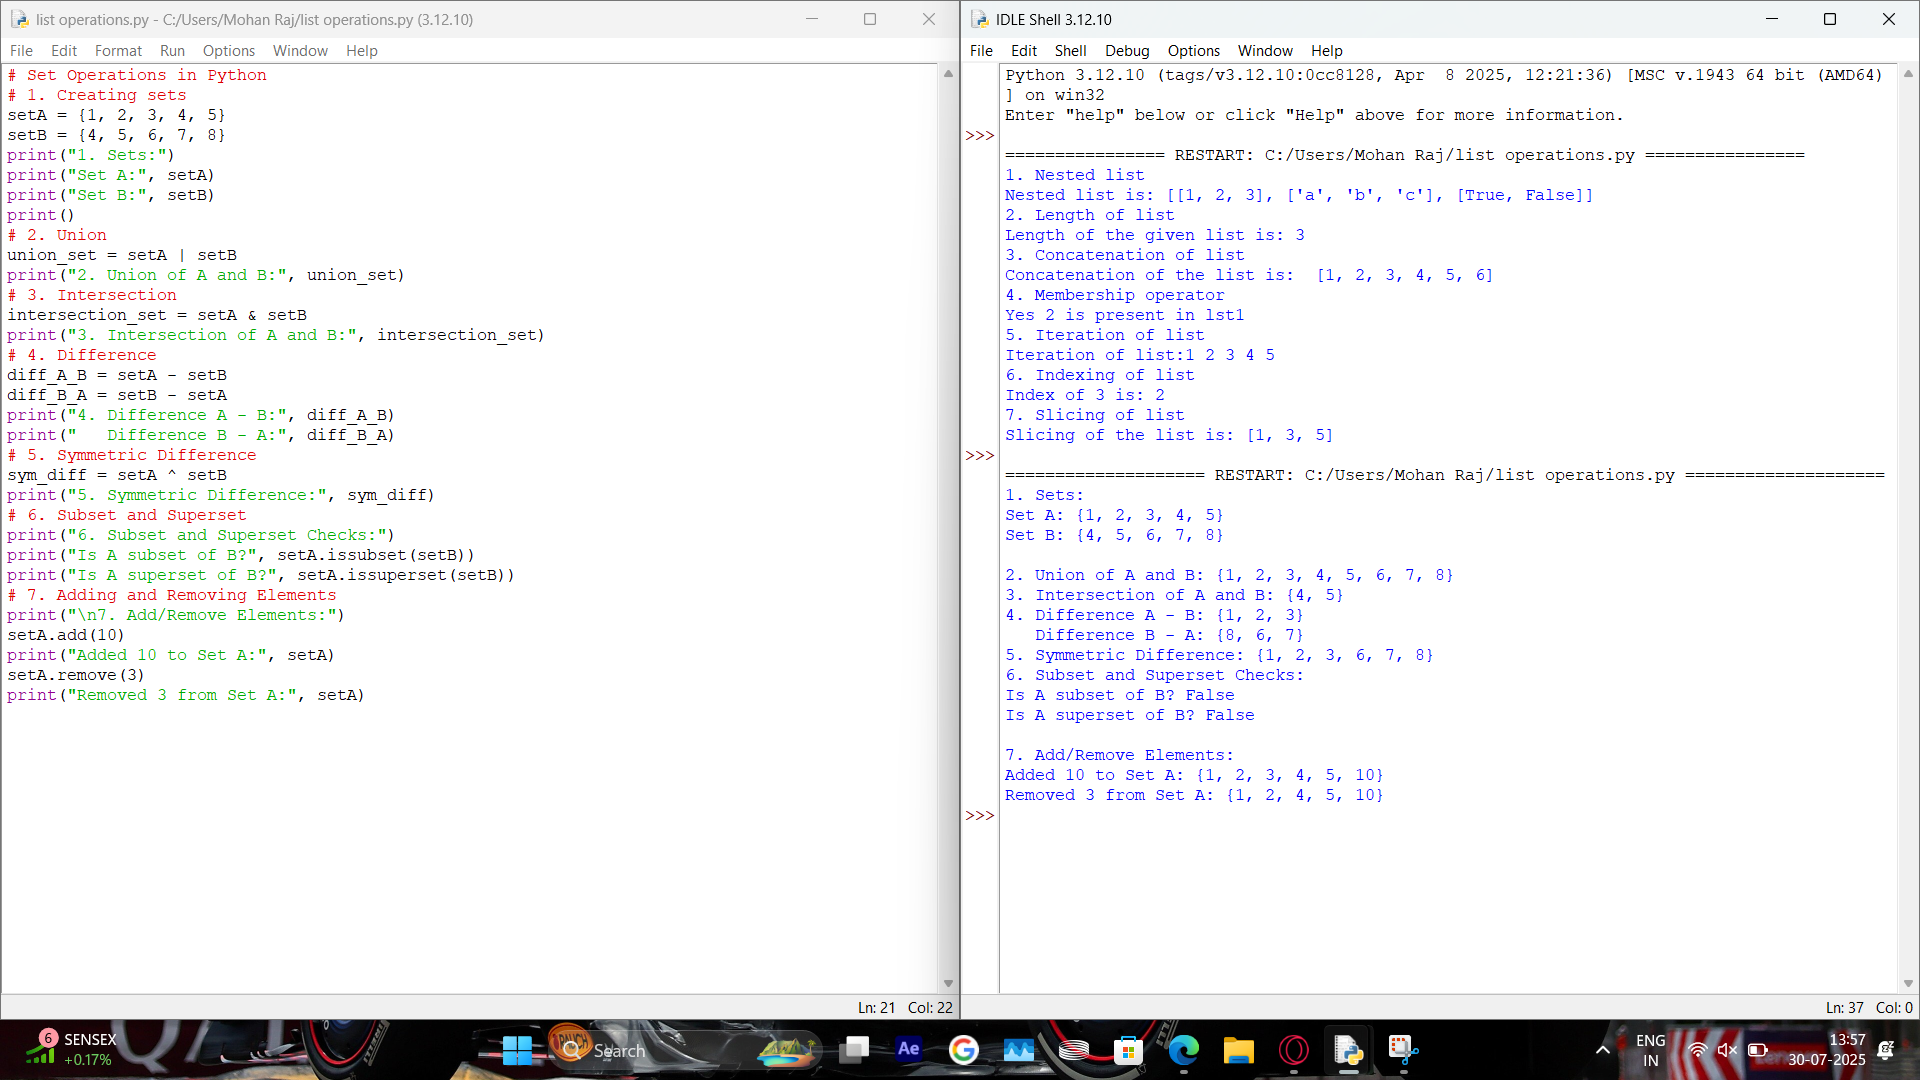 list operations.py - C:/Users/Mohan Raj/list operations.py (3.12.10)
File Edit Format Run Options Window Help
# Set Operations in Python
# 1. Creating sets
setA = {1, 2, 3, 4, 5}
setB = {4, 5, 6, 7, 8}
print("1. Sets:")
print("Set A:", setA)
print("Set B:", setB)
print()
# 2. Union
union_set = setA | setB
print("2. Union of A and B:", union_set)
# 3. Intersection
intersection_set = setA & setB
print("3. Intersection of A and B:", intersection_set)
# 4. Difference
diff_A_B = setA - setB
diff_B_A = setB - setA
print("4. Difference A - B:", diff_A_B)
print("   Difference B - A:", diff_B_A)
# 5. Symmetric Difference
sym_diff = setA ^ setB
print("5. Symmetric Difference:", sym_diff)
# 6. Subset and Superset
print("6. Subset and Superset Checks:")
print("Is A subset of B?", setA.issubset(setB))
print("Is A superset of B?", setA.issuperset(setB))
# 7. Adding and Removing Elements
print("\n7. Add/Remove Elements:")
setA.add(10)
print("Added 10 to Set A:", setA)
setA.remove(3)
print("Removed 3 from Set A:", setA)
Ln: 21 Col: 22
IDLE Shell 3.12.10
File Edit Shell Debug Options Window Help
Python 3.12.10 (tags/v3.12.10:0cc8128, Apr  8 2025, 12:21:36) [MSC v.1943 64 bit (AMD64)
] on win32
Enter "help" below or click "Help" above for more information.
>>>
================ RESTART: C:/Users/Mohan Raj/list operations.py ================
1. Nested list
Nested list is: [[1, 2, 3], ['a', 'b', 'c'], [True, False]]
2. Length of list
Length of the given list is: 3
3. Concatenation of list
Concatenation of the list is:  [1, 2, 3, 4, 5, 6]
4. Membership operator
Yes 2 is present in lst1
5. Iteration of list
Iteration of list:1 2 3 4 5
6. Indexing of list
Index of 3 is: 2
7. Slicing of list
Slicing of the list is: [1, 3, 5]
>>>
==================== RESTART: C:/Users/Mohan Raj/list operations.py ====================
1. Sets:
Set A: {1, 2, 3, 4, 5}
Set B: {4, 5, 6, 7, 8}
2. Union of A and B: {1, 2, 3, 4, 5, 6, 7, 8}
3. Intersection of A and B: {4, 5}
4. Difference A - B: {1, 2, 3}
   Difference B - A: {8, 6, 7}
5. Symmetric Difference: {1, 2, 3, 6, 7, 8}
6. Subset and Superset Checks:
Is A subset of B? False
Is A superset of B? False
7. Add/Remove Elements:
Added 10 to Set A: {1, 2, 3, 4, 5, 10}
Removed 3 from Set A: {1, 2, 4, 5, 10}
>>>
Ln: 37 Col: 0
6
SENSEX
+0.17%
Search
Ae
ENG
IN
13:57
30-07-2025